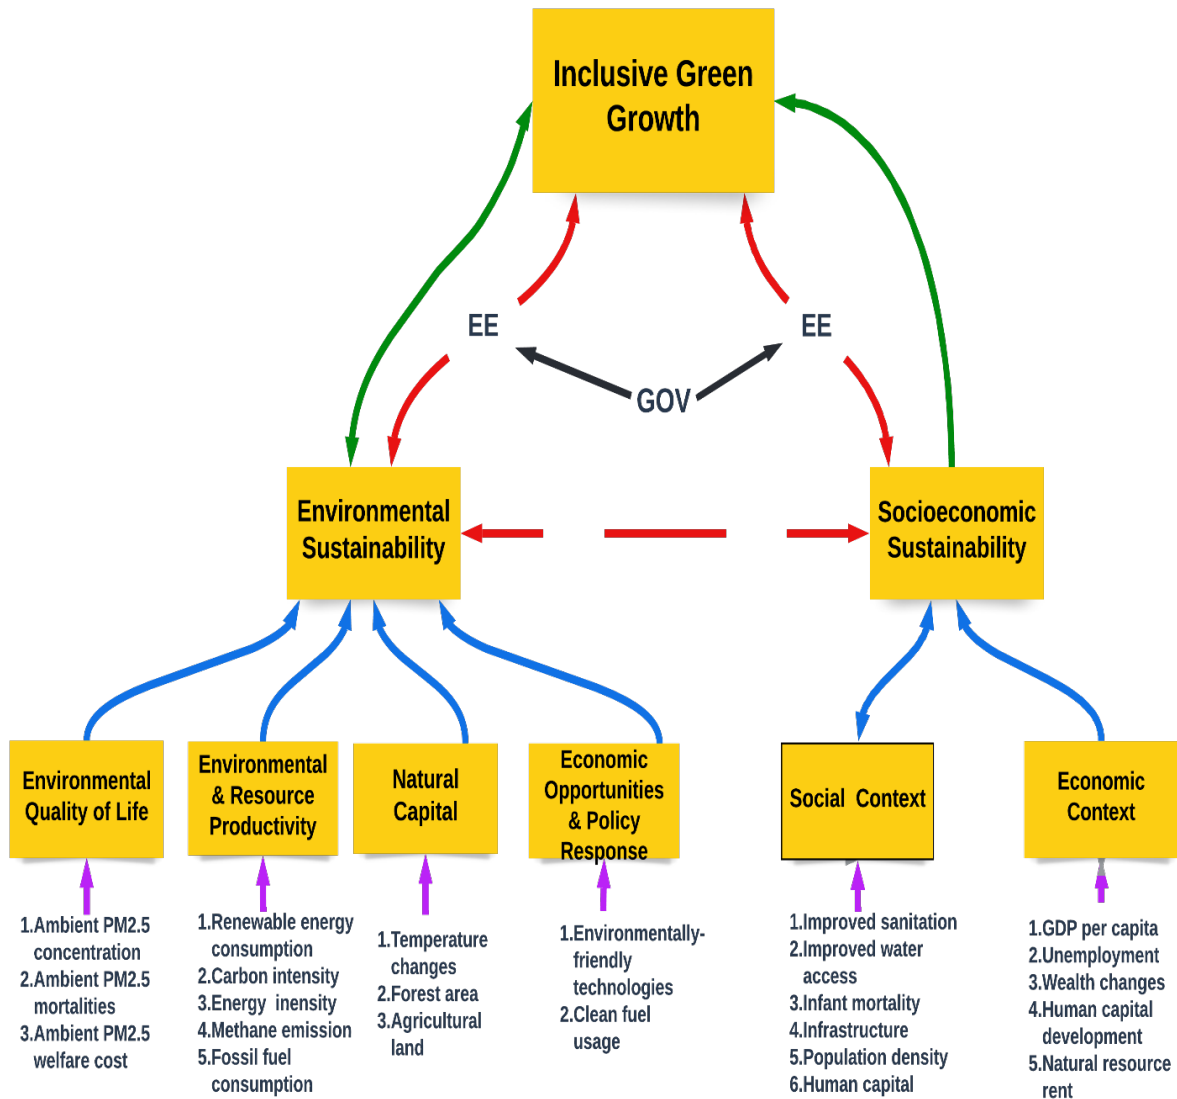 Inclusive Green
Growth
EE
EE
GOV
Environmental
Sustainability
Socioeconomic
Sustainability
Environmental
Quality of Life
Environmental
& Resource
Productivity
Natural
Capital
Economic
Opportunities
& Policy
Response
Social Context
Economic
Context
1.Ambient PM2.5
concentration
2.Ambient PM2.5
mortalities
3.Ambient PM2.5
welfare cost
1.Renewable energy
consumption
2.Carbon intensity
3.Energy inensity
4.Methane emission
5.Fossil fuel
consumption
1.Temperature
changes
2.Forest area
3.Agricultural
land
1.Environmentally-
friendly
technologies
2.Clean fuel
usage
1.Improved sanitation
2.Improved water
access
3.Infant mortality
4.Infrastructure
5.Population density
6.Human capital
1.GDP per capita
2.Unemployment
3.Wealth changes
4.Human capital
development
5.Natural resource
rent